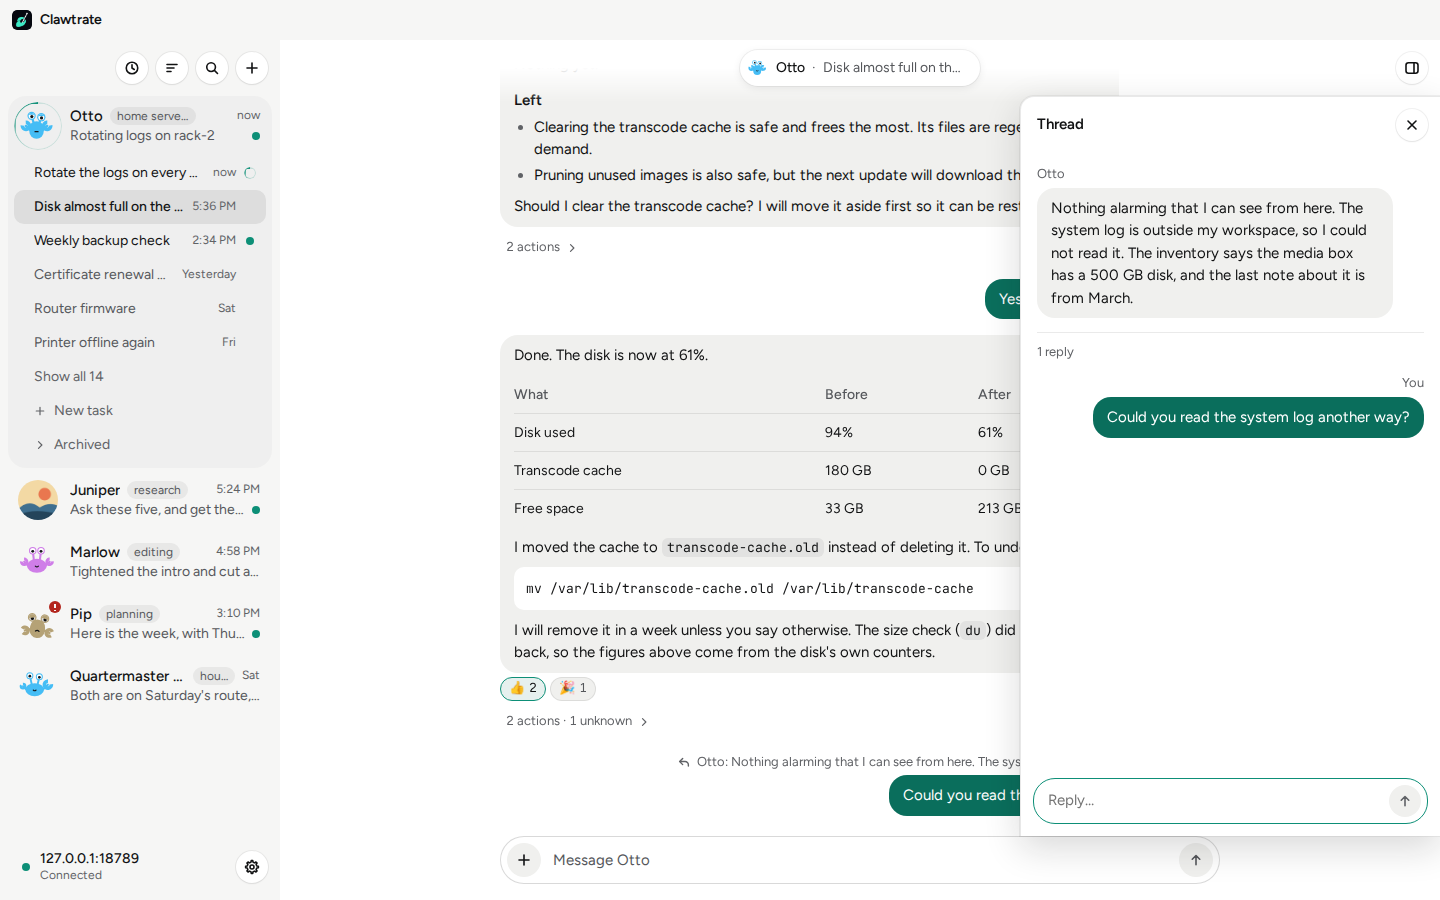 Clawtrate
Otto home serve... now
Rotating logs on rack-2
Rotate the logs on every ... now
Disk almost full on the ... 5:36 PM
Weekly backup check 2:34 PM
Certificate renewal ... Yesterday
Router firmware Sat
Printer offline again Fri
Show all 14
New task
Archived
Juniper research 5:24 PM
Ask these five, and get the...
Marlow editing 4:58 PM
Tightened the intro and cut a...
Pip planning 3:10 PM
Here is the week, with Thu...
Quartermaster ... hou... Sat
Both are on Saturday's route,...
127.0.0.1:18789
Connected
Otto · Disk almost full on th...
Left
Clearing the transcode cache is safe and frees the most. Its files are rege
demand.
Pruning unused images is also safe, but the next update will download th
Should I clear the transcode cache? I will move it aside first so it can be rest
2 actions
Yes
Done. The disk is now at 61%.
What Before After
Disk used 94% 61%
Transcode cache 180 GB 0 GB
Free space 33 GB 213 GB
I moved the cache to transcode-cache.old instead of deleting it. To und
mv /var/lib/transcode-cache.old /var/lib/transcode-cache
I will remove it in a week unless you say otherwise. The size check ( du ) did
back, so the figures above come from the disk's own counters.
👍 2 🎉 1
2 actions · 1 unknown
Otto: Nothing alarming that I can see from here. The sys
Could you read th
Message Otto
Thread
Otto
Nothing alarming that I can see from here. The
system log is outside my workspace, so I could
not read it. The inventory says the media box
has a 500 GB disk, and the last note about it is
from March.
1 reply
You
Could you read the system log another way?
Reply...